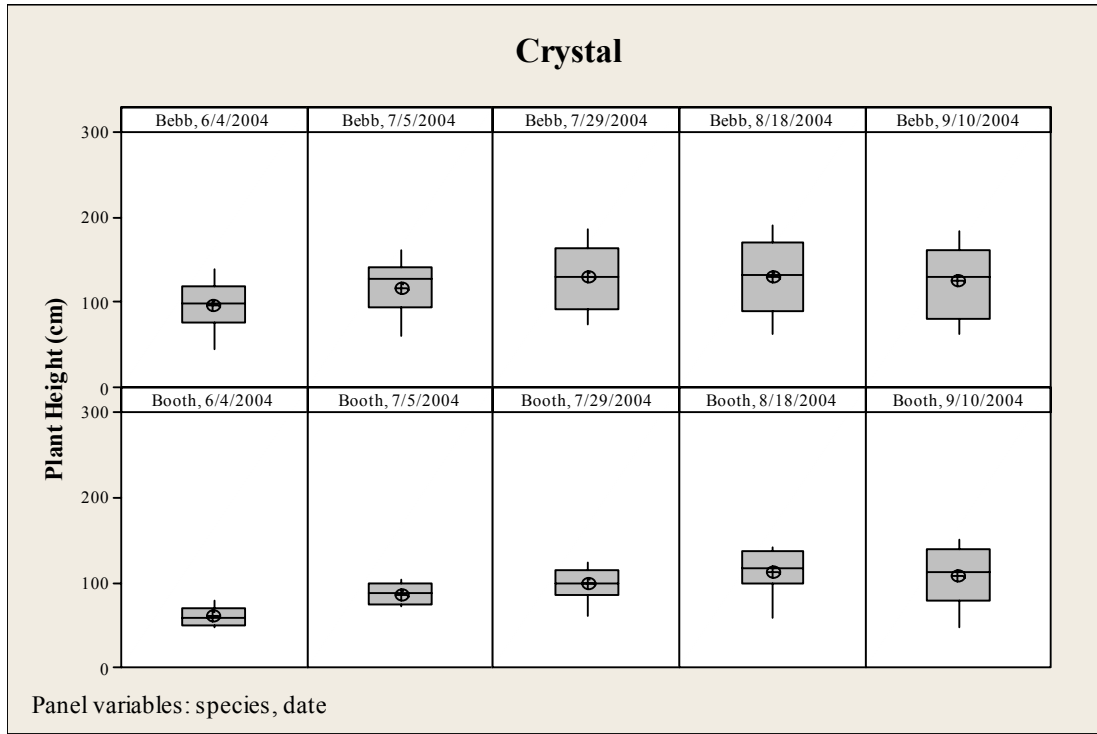 Crystal
Bebb, 6/4/2004
Bebb, 7/5/2004
Bebb, 7/29/2004
Bebb, 8/18/2004
Bebb, 9/10/2004
300
200
100
0
Booth, 6/4/2004
Booth, 7/5/2004
Booth, 7/29/2004
Booth, 8/18/2004
Booth, 9/10/2004
300
200
100
0
Plant Height (cm)
Panel variables: species, date